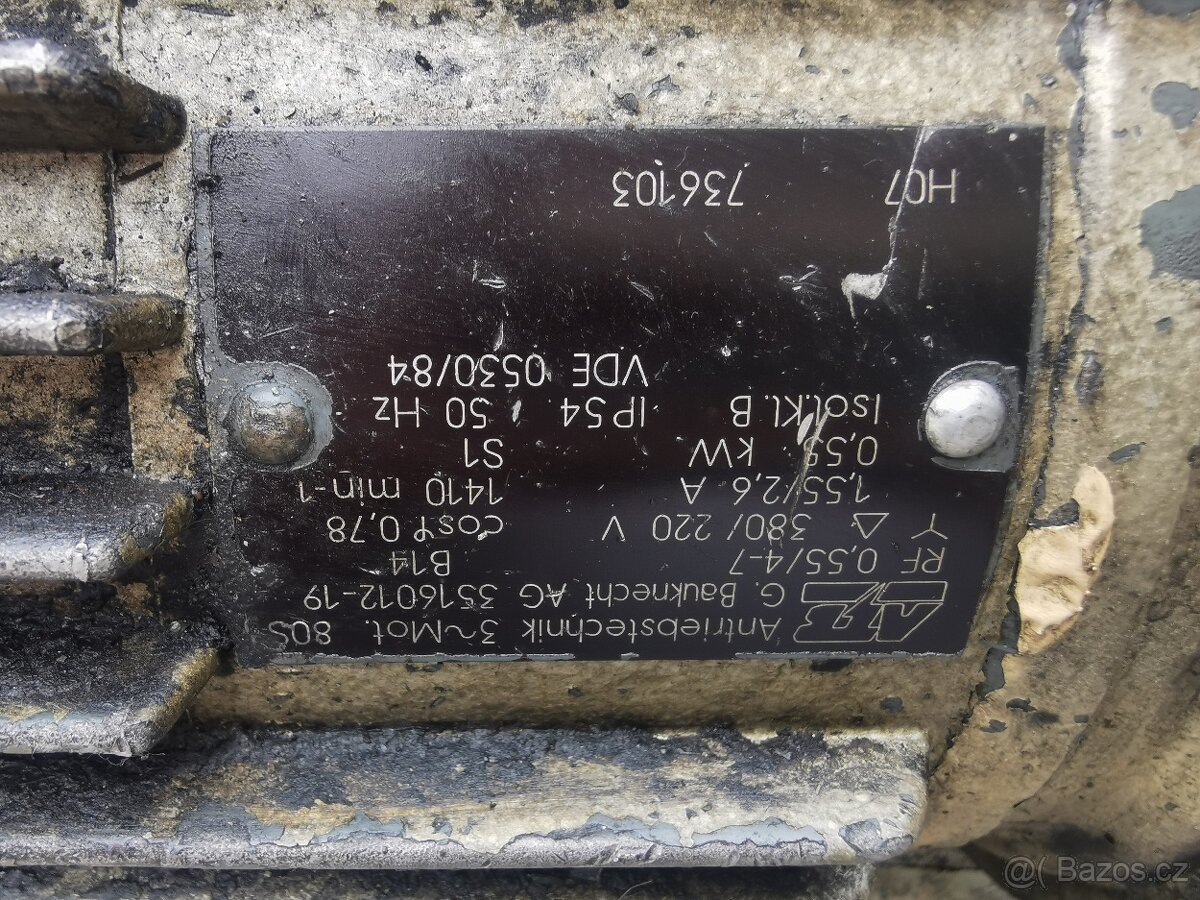 Antriebstechnik 3~Mot. 80S
G. Bauknecht AG 3516012-19
RF 0,55/4-7 B14
Y △ 380/220 V cosφ 0,78
1,55/2,6 A 1410 min-1
0,55 kW S1
Isol.Kl. B IP54 50 Hz
VDE 0530/84
H07 736103
@( Bazos.cz